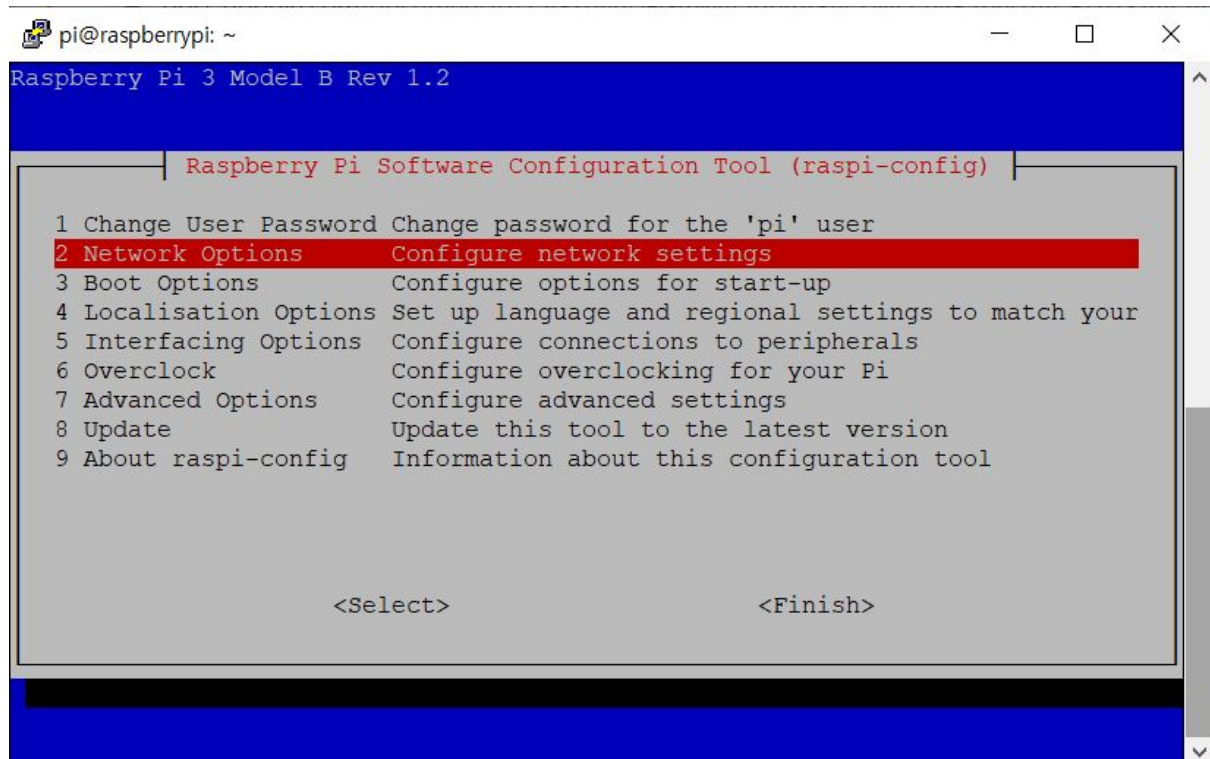 pi@raspberrypi: ~
Raspberry Pi 3 Model B Rev 1.2
Raspberry Pi Software Configuration Tool (raspi-config)
1 Change User Password Change password for the 'pi' user
2 Network Options Configure network settings
3 Boot Options Configure options for start-up
4 Localisation Options Set up language and regional settings to match your
5 Interfacing Options Configure connections to peripherals
6 Overclock Configure overclocking for your Pi
7 Advanced Options Configure advanced settings
8 Update Update this tool to the latest version
9 About raspi-config Information about this configuration tool
<Select> <Finish>